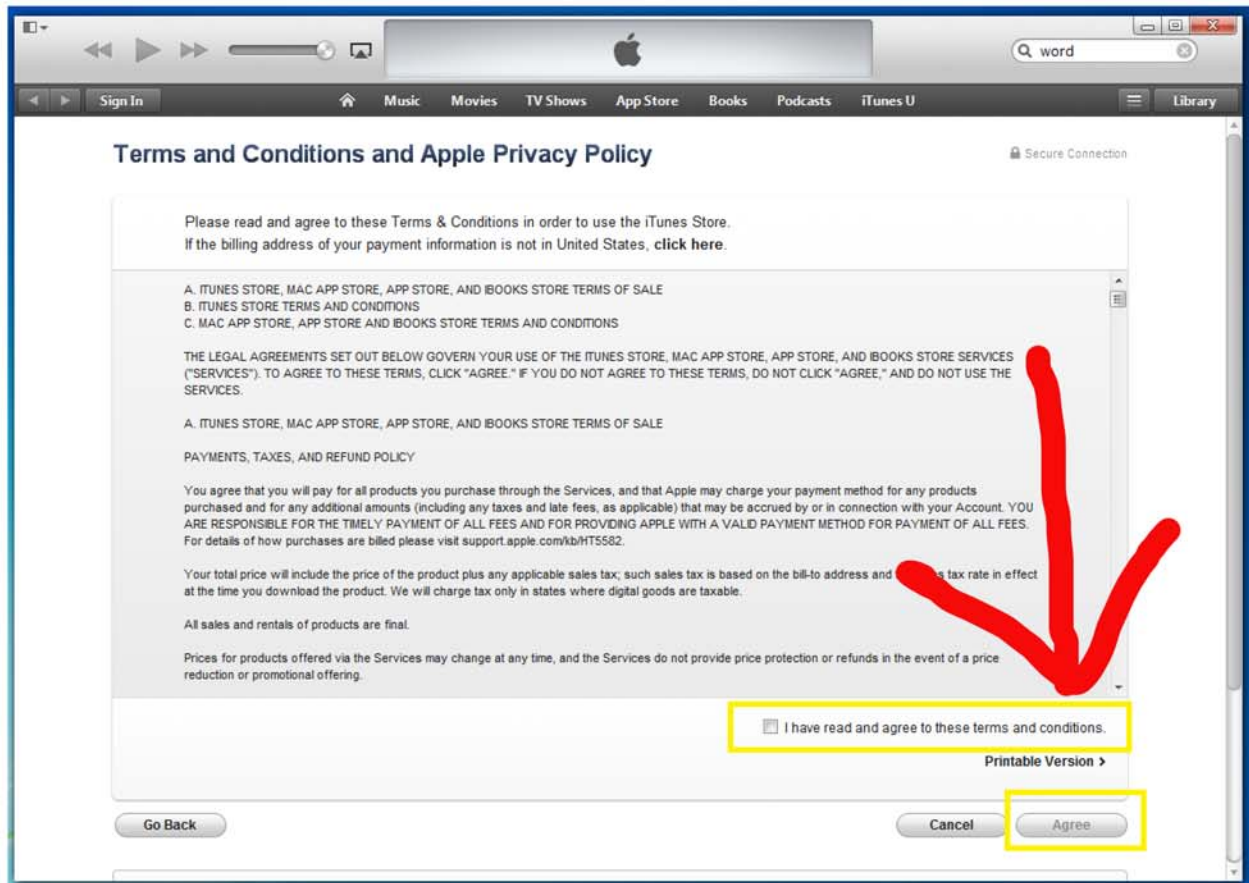 word
Sign In Music Movies TV Shows App Store Books Podcasts iTunes U Library
Terms and Conditions and Apple Privacy Policy
Secure Connection
Please read and agree to these Terms & Conditions in order to use the iTunes Store.
If the billing address of your payment information is not in United States, click here.
A. ITUNES STORE, MAC APP STORE, APP STORE, AND IBOOKS STORE TERMS OF SALE
B. ITUNES STORE TERMS AND CONDITIONS
C. MAC APP STORE, APP STORE AND IBOOKS STORE TERMS AND CONDITIONS
THE LEGAL AGREEMENTS SET OUT BELOW GOVERN YOUR USE OF THE ITUNES STORE, MAC APP STORE, APP STORE, AND IBOOKS STORE SERVICES
("SERVICES"). TO AGREE TO THESE TERMS, CLICK "AGREE." IF YOU DO NOT AGREE TO THESE TERMS, DO NOT CLICK "AGREE," AND DO NOT USE THE
SERVICES.
A. ITUNES STORE, MAC APP STORE, APP STORE, AND IBOOKS STORE TERMS OF SALE
PAYMENTS, TAXES, AND REFUND POLICY
You agree that you will pay for all products you purchase through the Services, and that Apple may charge your payment method for any products
purchased and for any additional amounts (including any taxes and late fees, as applicable) that may be accrued by or in connection with your Account. YOU
ARE RESPONSIBLE FOR THE TIMELY PAYMENT OF ALL FEES AND FOR PROVIDING APPLE WITH A VALID PAYMENT METHOD FOR PAYMENT OF ALL FEES.
For details of how purchases are billed please visit support.apple.com/kb/HT5582.
Your total price will include the price of the product plus any applicable sales tax; such sales tax is based on the bill-to address and tax rate in effect
at the time you download the product. We will charge tax only in states where digital goods are taxable.
All sales and rentals of products are final.
Prices for products offered via the Services may change at any time, and the Services do not provide price protection or refunds in the event of a price
reduction or promotional offering.
I have read and agree to these terms and conditions.
Printable Version >
Go Back Cancel Agree